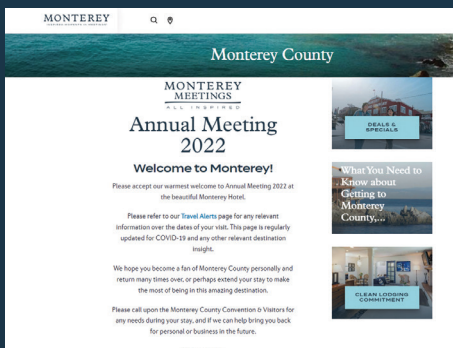 MONTEREY
Monterey County
MONTEREY
MEETINGS
ALL INSPIRED
Annual Meeting
2022
Welcome to Monterey!
Please accept our warmest welcome to Annual Meeting 2022 at
the beautiful Monterey Hotel.
Please refer to our Travel Alerts page for any relevant
information over the dates of your visit. This page is regularly
updated for COVID-19 and any other relevant destination
insight.
We hope you become a fan of Monterey County personally and
return many times over, or perhaps extend your stay to make
the most of being in this amazing destination.
Please call upon the Monterey County Convention & Visitors for
any needs during your stay, and if we can help bring you back
for personal or business in the future.
DEALS &
SPECIALS
What You Need to
Know about
Getting to
Monterey
County,...
CLEAN LODGING
COMMITMENT